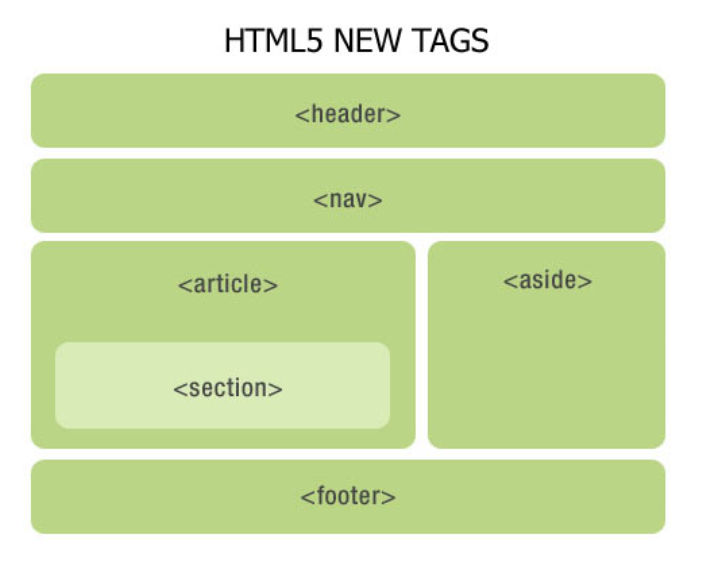 HTML5 NEW TAGS
<header>
<nav>
<article>
<aside>
<section>
<footer>